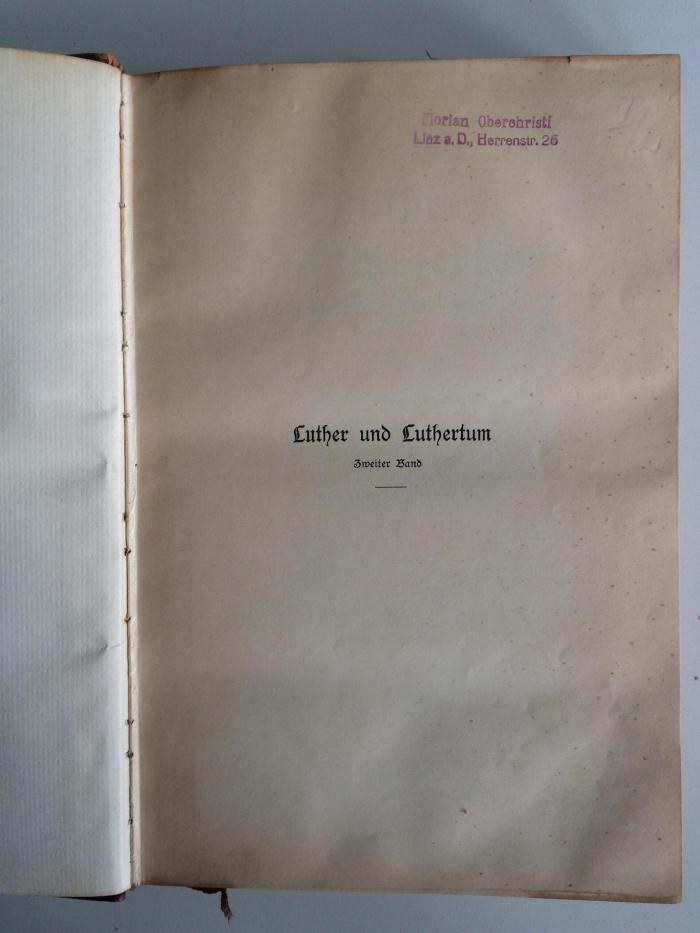 Florian Oberchristl
Linz a. D., Herrenstr. 26
Luther und Luthertum
Zweiter Band